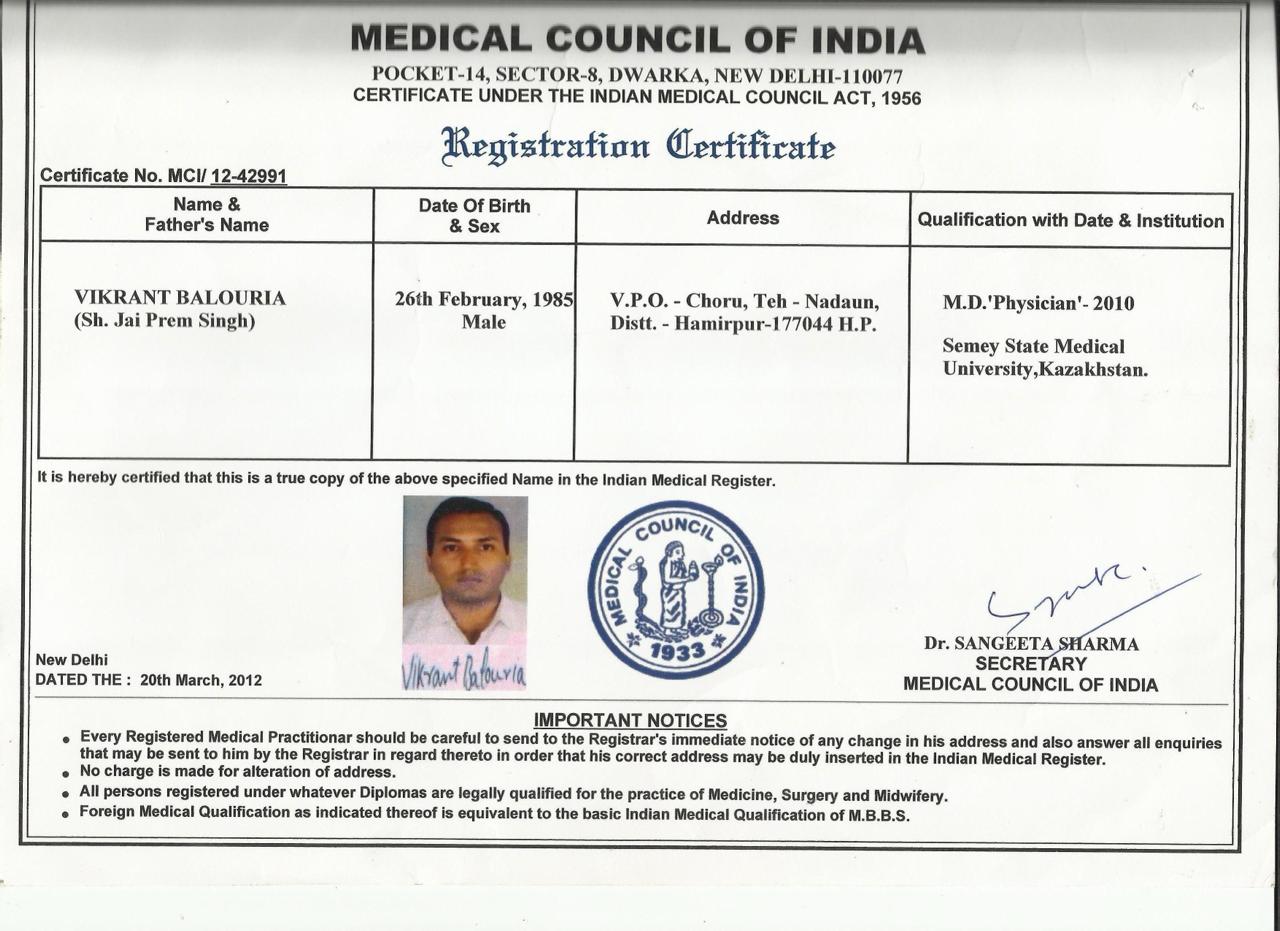 MEDICAL COUNCIL OF INDIA
POCKET-14, SECTOR-8, DWARKA, NEW DELHI-110077
CERTIFICATE UNDER THE INDIAN MEDICAL COUNCIL ACT, 1956
Registration Certificate
Certificate No. MCI/ 12-42991
Name &
Father's Name
Date Of Birth
& Sex
Address
Qualification with Date & Institution
VIKRANT BALOURIA
(Sh. Jai Prem Singh)
26th February, 1985
Male
V.P.O. - Choru, Teh - Nadaun,
Distt. - Hamirpur-177044 H.P.
M.D.'Physician'- 2010
Semey State Medical
University,Kazakhstan.
It is hereby certified that this is a true copy of the above specified Name in the Indian Medical Register.
Vikrant Balouria
MEDICAL COUNCIL OF INDIA
1933
Dr. SANGEETA SHARMA
SECRETARY
MEDICAL COUNCIL OF INDIA
New Delhi
DATED THE : 20th March, 2012
IMPORTANT NOTICES
• Every Registered Medical Practitionar should be careful to send to the Registrar's immediate notice of any change in his address and also answer all enquiries
that may be sent to him by the Registrar in regard thereto in order that his correct address may be duly inserted in the Indian Medical Register.
• No charge is made for alteration of address.
• All persons registered under whatever Diplomas are legally qualified for the practice of Medicine, Surgery and Midwifery.
• Foreign Medical Qualification as indicated thereof is equivalent to the basic Indian Medical Qualification of M.B.B.S.